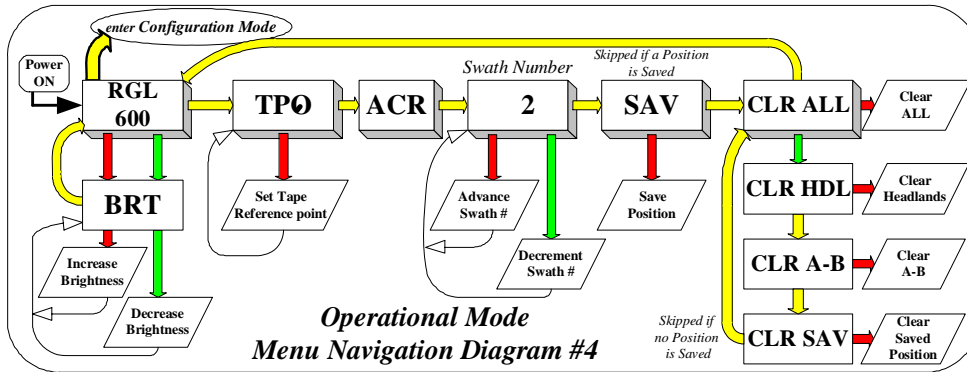 enter Configuration Mode
Power
ON
RGL
600
TPO
ACR
Swath Number
2
Skipped if a Position
is Saved
SAV
CLR ALL
Clear
ALL
BRT
Set Tape
Reference point
Advance
Swath #
Save
Position
CLR HDL
Clear
Headlands
Increase
Brightness
Decrement
Swath #
CLR A-B
Clear
A-B
Decrease
Brightness
Operational Mode
Menu Navigation Diagram #4
Skipped if
no Position
is Saved
CLR SAV
Clear
Saved
Position